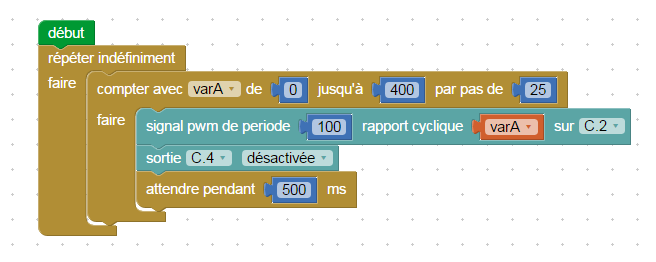 début
répéter indéfiniment
faire compter avec varA de 0 jusqu'à 400 par pas de 25
faire signal pwm de periode 100 rapport cyclique varA sur C.2
sortie C.4 désactivée
attendre pendant 500 ms